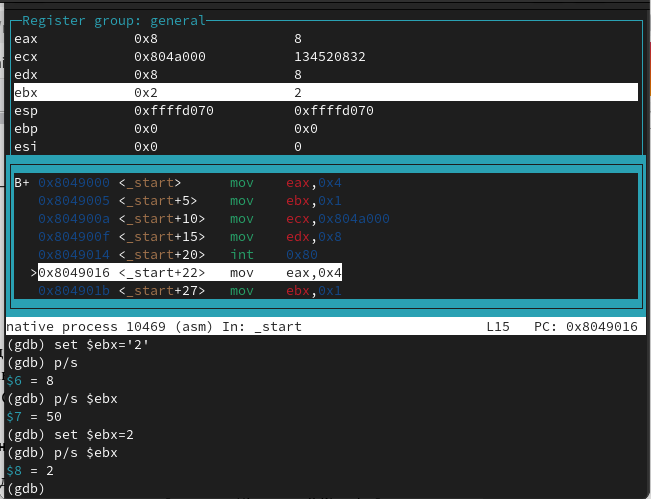 Register group: general
eax 0x8 8
ecx 0x804a000 134520832
edx 0x8 8
ebx 0x2 2
esp 0xffffd070 0xffffd070
ebp 0x0 0x0
esi 0x0 0
B+ 0x8049000 <_start> mov eax,0x4
0x8049005 <_start+5> mov ebx,0x1
0x804900a <_start+10> mov ecx,0x804a000
0x804900f <_start+15> mov edx,0x8
0x8049014 <_start+20> int 0x80
>0x8049016 <_start+22> mov eax,0x4
0x804901b <_start+27> mov ebx,0x1
native process 10469 (asm) In: _start L15 PC: 0x8049016
(gdb) set $ebx='2'
(gdb) p/s
$6 = 8
(gdb) p/s $ebx
$7 = 50
(gdb) set $ebx=2
(gdb) p/s $ebx
$8 = 2
(gdb)